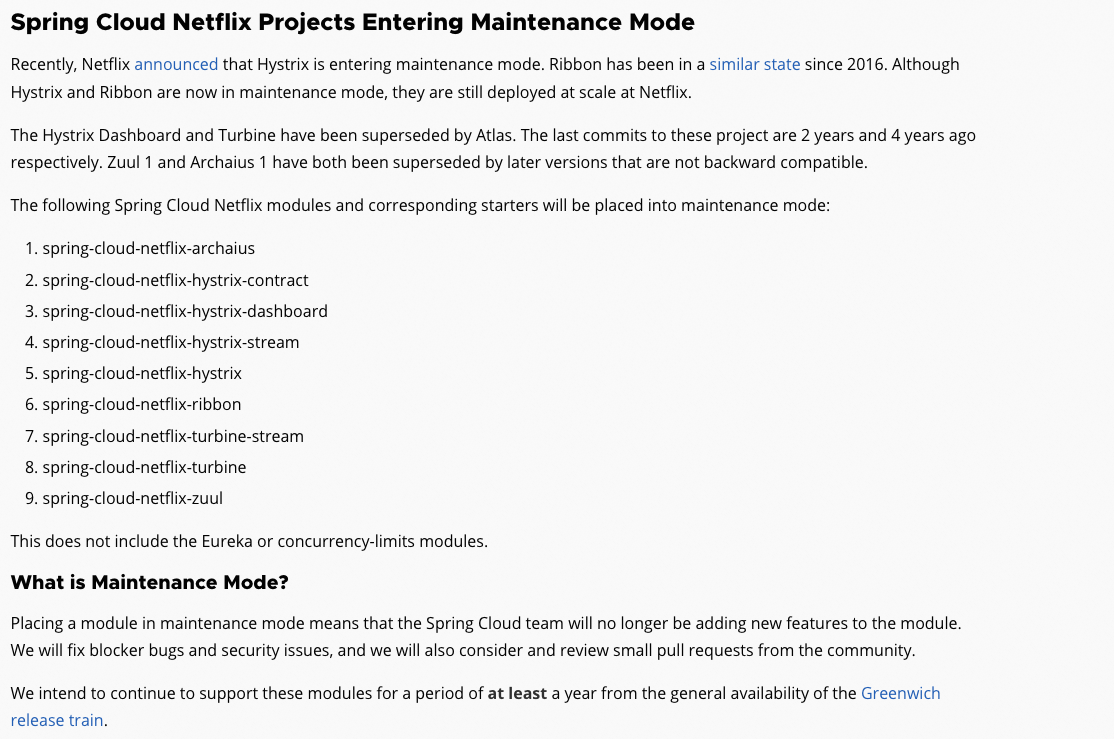 Spring Cloud Netflix Projects Entering Maintenance Mode
Recently, Netflix announced that Hystrix is entering maintenance mode. Ribbon has been in a similar state since 2016. Although
Hystrix and Ribbon are now in maintenance mode, they are still deployed at scale at Netflix.
The Hystrix Dashboard and Turbine have been superseded by Atlas. The last commits to these project are 2 years and 4 years ago
respectively. Zuul 1 and Archaius 1 have both been superseded by later versions that are not backward compatible.
The following Spring Cloud Netflix modules and corresponding starters will be placed into maintenance mode:
1. spring-cloud-netflix-archaius
2. spring-cloud-netflix-hystrix-contract
3. spring-cloud-netflix-hystrix-dashboard
4. spring-cloud-netflix-hystrix-stream
5. spring-cloud-netflix-hystrix
6. spring-cloud-netflix-ribbon
7. spring-cloud-netflix-turbine-stream
8. spring-cloud-netflix-turbine
9. spring-cloud-netflix-zuul
This does not include the Eureka or concurrency-limits modules.
What is Maintenance Mode?
Placing a module in maintenance mode means that the Spring Cloud team will no longer be adding new features to the module.
We will fix blocker bugs and security issues, and we will also consider and review small pull requests from the community.
We intend to continue to support these modules for a period of at least a year from the general availability of the Greenwich
release train.